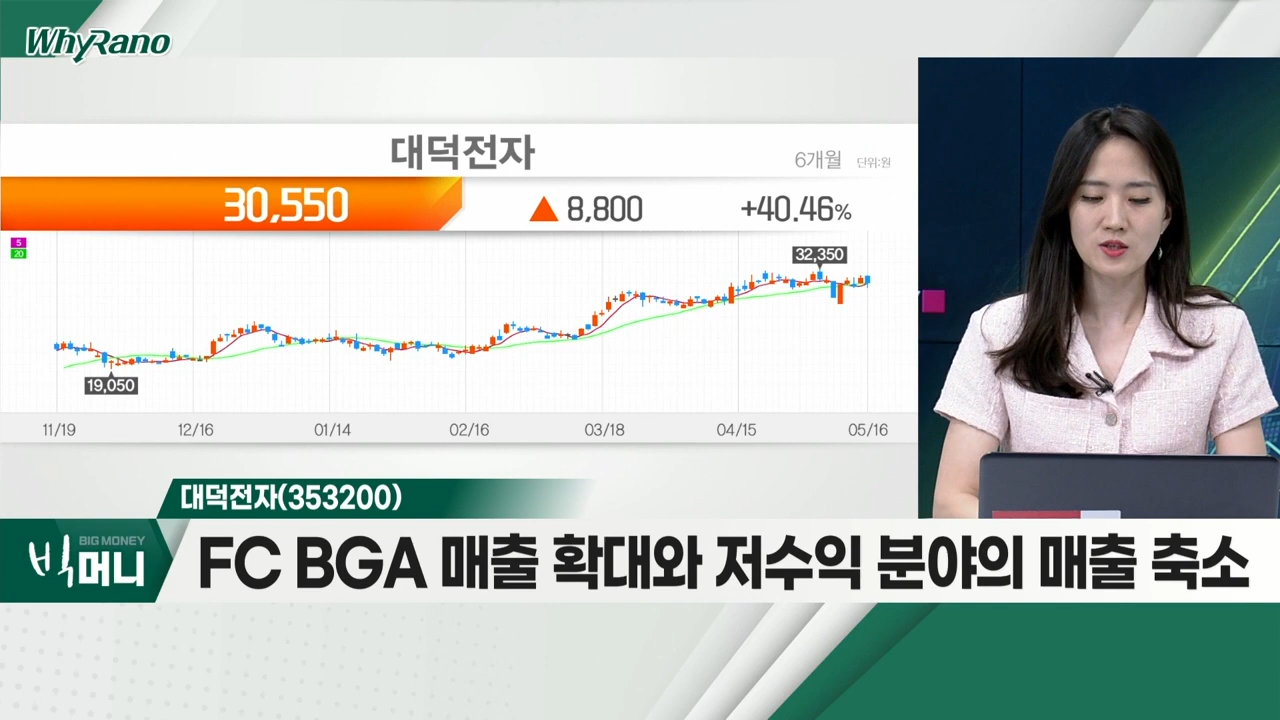 WhyRano
대덕전자
6개월 단위:원
30,550 ▲ 8,800 +40.46%
5
20
32,350
19,050
11/19 12/16 01/14 02/16 03/18 04/15 05/16
대덕전자(353200)
BIG MONEY
빅머니
FC BGA 매출 확대와 저수익 분야의 매출 축소